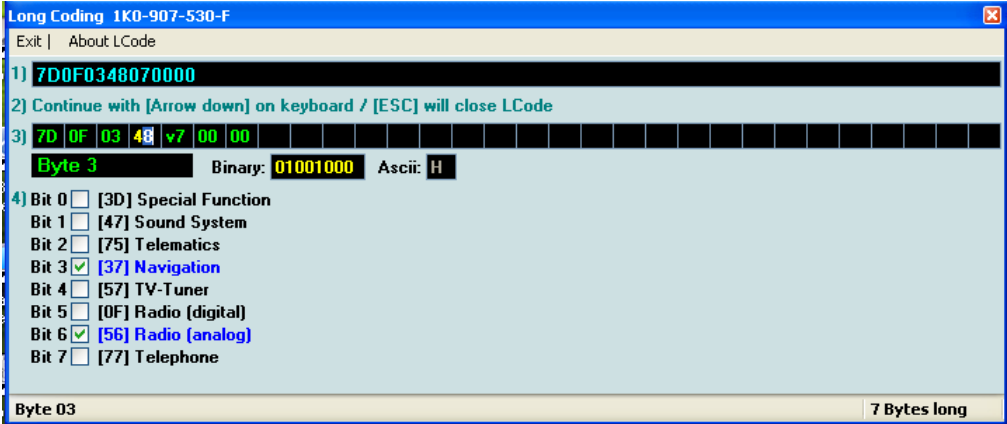 Long Coding 1K0-907-530-F
Exit | About LCode
1) 7D0F0348070000
2) Continue with [Arrow down] on keyboard / [ESC] will close LCode
3) 7D 0F 03 48 v7 00 00
Byte 3 Binary: 01001000 Ascii: H
4) Bit 0 [3D] Special Function
Bit 1 [47] Sound System
Bit 2 [75] Telematics
Bit 3 [37] Navigation
Bit 4 [57] TV-Tuner
Bit 5 [0F] Radio (digital)
Bit 6 [56] Radio (analog)
Bit 7 [77] Telephone
Byte 03 7 Bytes long